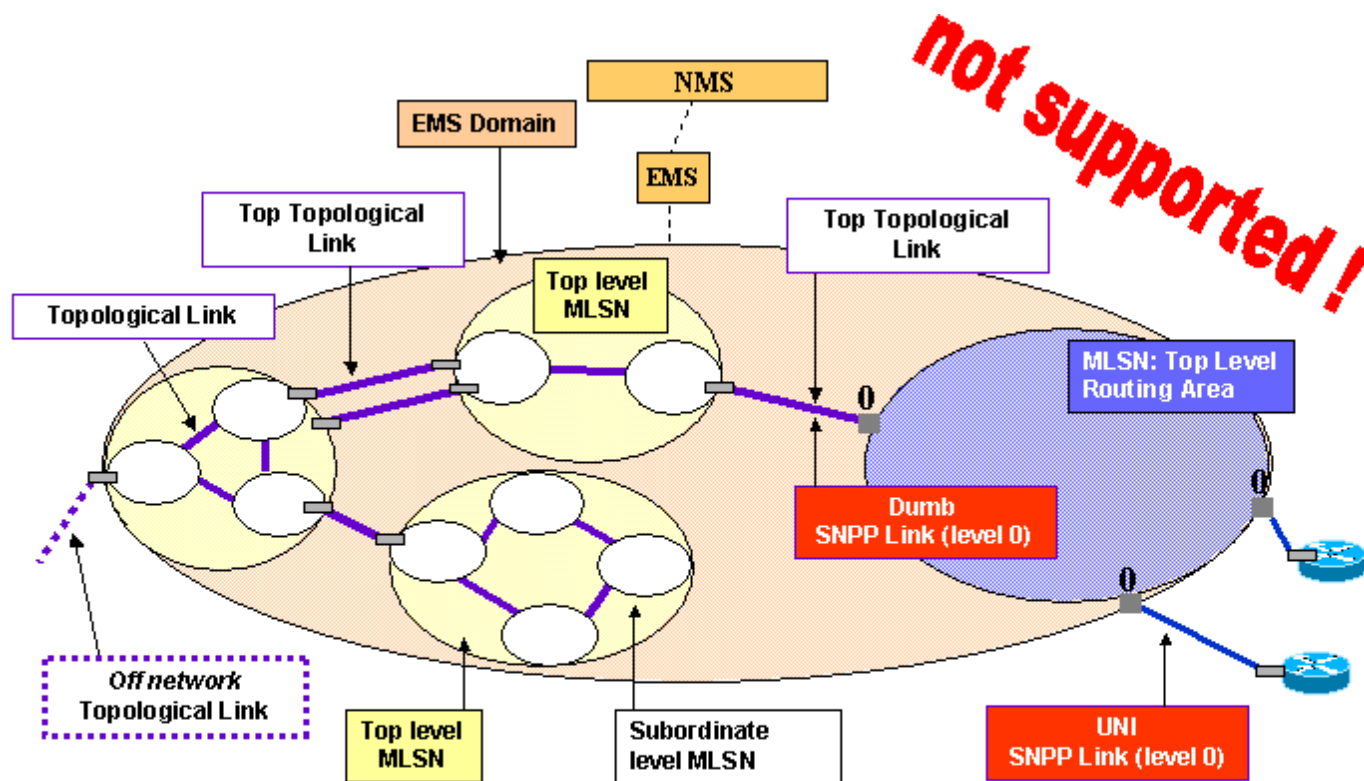 not supported !
NMS
EMS Domain
EMS
Top Topological
Link
Top Topological
Link
Top level
MLSN
Topological Link
MLSN: Top Level
Routing Area
0
0
Dumb
SNPP Link (level 0)
0
Off network
Topological Link
Top level
MLSN
Subordinate
level MLSN
UNI
SNPP Link (level 0)